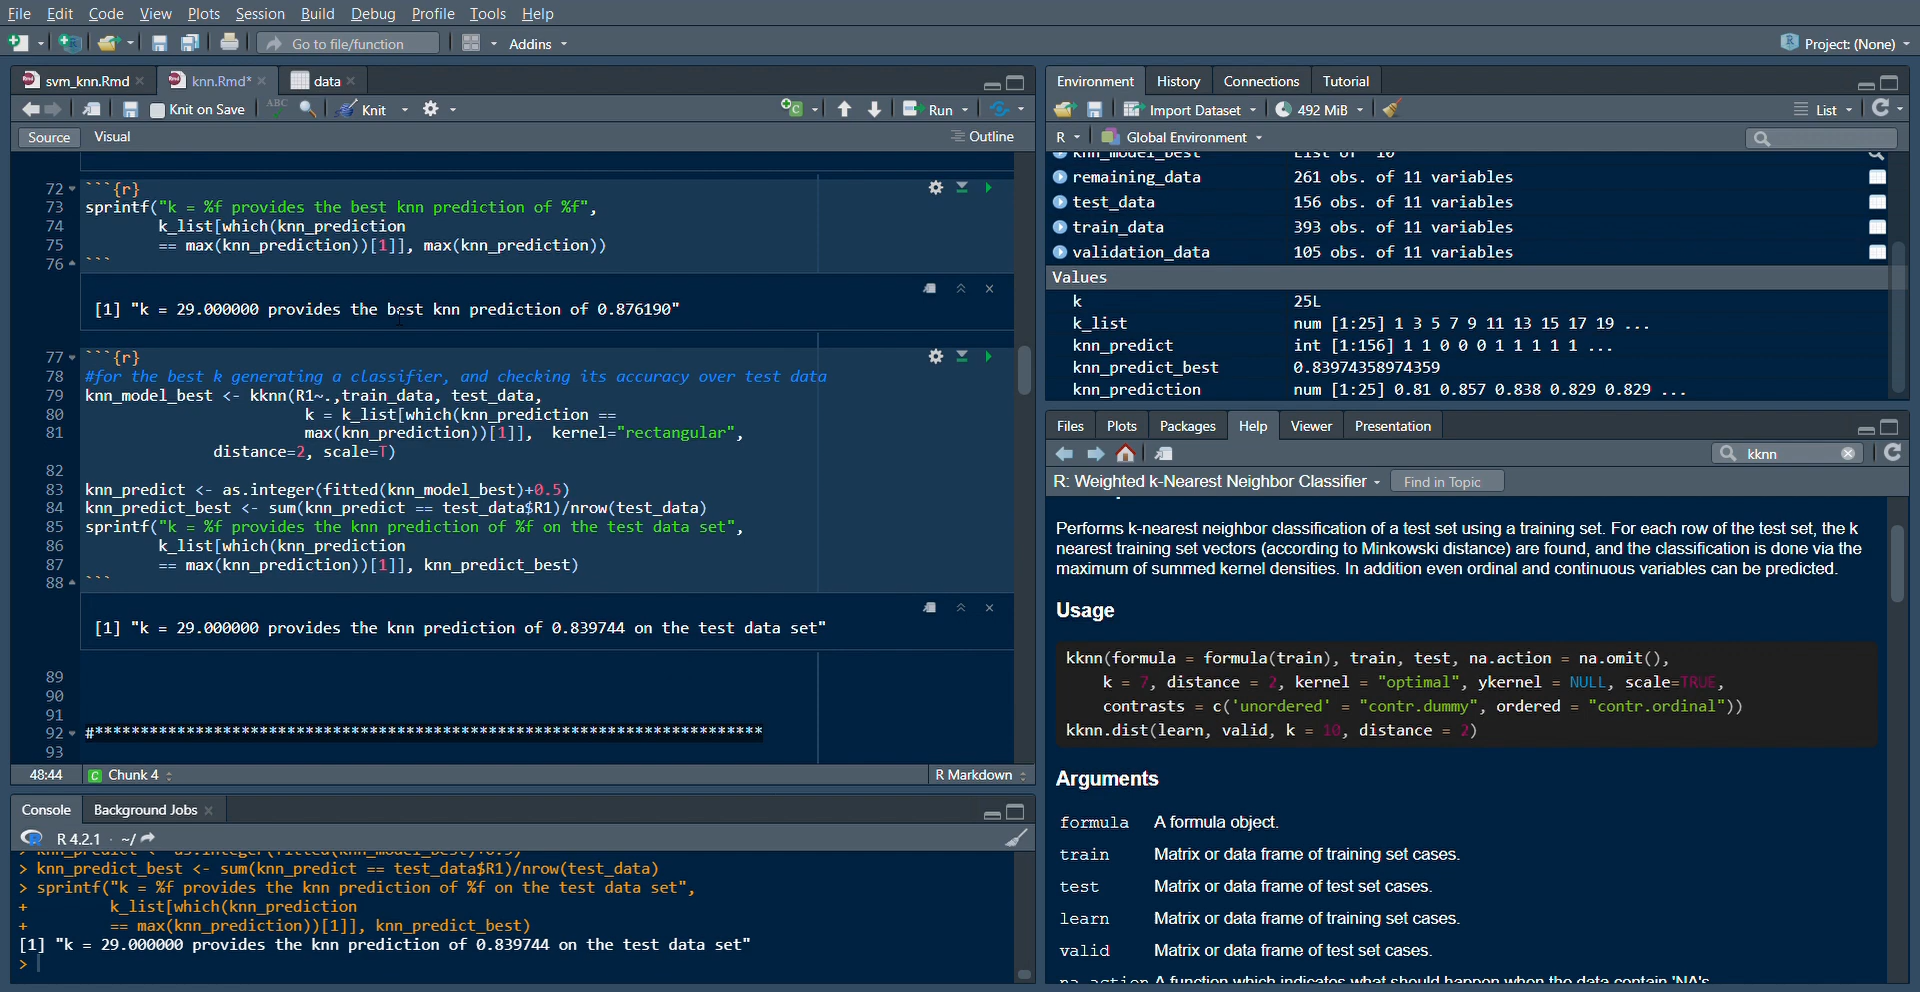 File Edit Code View Plots Session Build Debug Profile Tools Help
Go to file/function Addins Project: (None)
svm_knn.Rmd knn.Rmd* data
Knit on Save ABC Knit Run
Source Visual Outline
72 ```{r}
73 sprintf("k = %f provides the best knn prediction of %f",
74 k_list[which(knn_prediction
75 == max(knn_prediction))[1]], max(knn_prediction))
76 ```
[1] "k = 29.000000 provides the best knn prediction of 0.876190"
77 ```{r}
78 #for the best k generating a classifier, and checking its accuracy over test data
79 knn_model_best <- kknn(R1~.,train_data, test_data,
80 k = k_list[which(knn_prediction ==
81 max(knn_prediction))[1]], kernel="rectangular",
distance=2, scale=T)
82
83 knn_predict <- as.integer(fitted(knn_model_best)+0.5)
84 knn_predict_best <- sum(knn_predict == test_data$R1)/nrow(test_data)
85 sprintf("k = %f provides the knn prediction of %f on the test data set",
86 k_list[which(knn_prediction
87 == max(knn_prediction))[1]], knn_predict_best)
88 ```
[1] "k = 29.000000 provides the knn prediction of 0.839744 on the test data set"
89
90
91
92 #*************************************************************************
93
48:44 C Chunk 4 R Markdown
Console Background Jobs
R 4.2.1 · ~/
> knn_predict <- as.integer(fitted(knn_model_best)+0.5)
> knn_predict_best <- sum(knn_predict == test_data$R1)/nrow(test_data)
> sprintf("k = %f provides the knn prediction of %f on the test data set",
+ k_list[which(knn_prediction
+ == max(knn_prediction))[1]], knn_predict_best)
[1] "k = 29.000000 provides the knn prediction of 0.839744 on the test data set"
>
Environment History Connections Tutorial
Import Dataset 492 MiB List
R Global Environment
knn_model_best List of 10
remaining_data 261 obs. of 11 variables
test_data 156 obs. of 11 variables
train_data 393 obs. of 11 variables
validation_data 105 obs. of 11 variables
Values
k 25L
k_list num [1:25] 1 3 5 7 9 11 13 15 17 19 ...
knn_predict int [1:156] 1 1 0 0 0 1 1 1 1 1 ...
knn_predict_best 0.83974358974359
knn_prediction num [1:25] 0.81 0.857 0.838 0.829 0.829 ...
Files Plots Packages Help Viewer Presentation
kknn
R: Weighted k-Nearest Neighbor Classifier Find in Topic
Performs k-nearest neighbor classification of a test set using a training set. For each row of the test set, the k
nearest training set vectors (according to Minkowski distance) are found, and the classification is done via the
maximum of summed kernel densities. In addition even ordinal and continuous variables can be predicted.
Usage
kknn(formula = formula(train), train, test, na.action = na.omit(),
k = 7, distance = 2, kernel = "optimal", ykernel = NULL, scale=TRUE,
contrasts = c('unordered' = "contr.dummy", ordered = "contr.ordinal"))
kknn.dist(learn, valid, k = 10, distance = 2)
Arguments
formula A formula object.
train Matrix or data frame of training set cases.
test Matrix or data frame of test set cases.
learn Matrix or data frame of training set cases.
valid Matrix or data frame of test set cases.
na.action A function which indicates what should happen when the data contain 'NA's